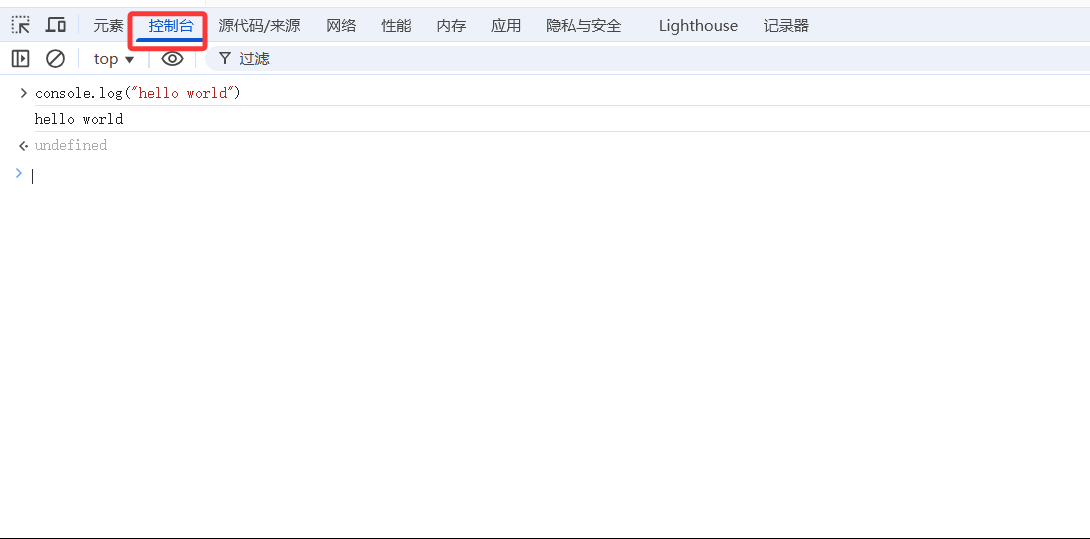 元素 控制台 源代码/来源 网络 性能 内存 应用 隐私与安全 Lighthouse 记录器
top 过滤
console.log("hello world")
hello world
undefined